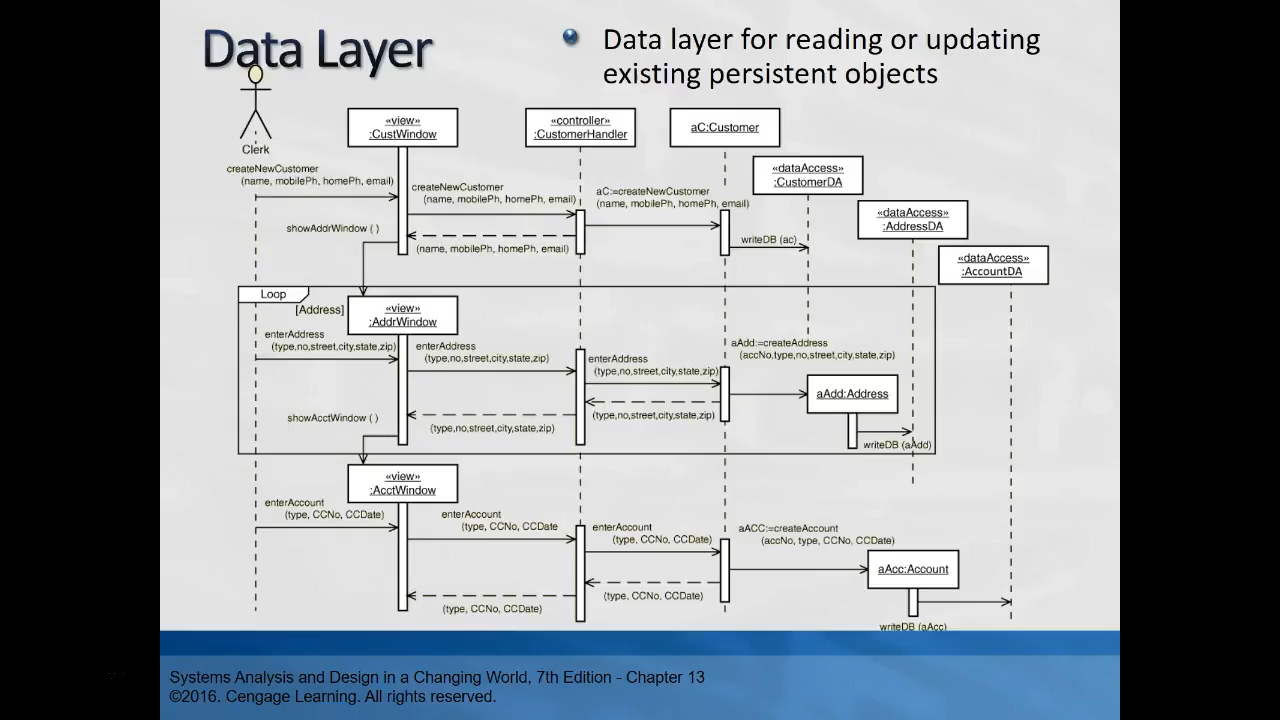 Data Layer
Data layer for reading or updating
existing persistent objects
Clerk
«view»
:CustWindow
«controller»
:CustomerHandler
aC:Customer
«dataAccess»
:CustomerDA
«dataAccess»
:AddressDA
«dataAccess»
:AccountDA
createNewCustomer
(name, mobilePh, homePh, email)
createNewCustomer
(name, mobilePh, homePh, email)
aC:=createNewCustomer
(name, mobilePh, homePh, email)
showAddrWindow ( )
(name, mobilePh, homePh, email)
writeDB (ac)
Loop
[Address]
«view»
:AddrWindow
enterAddress
(type,no,street,city,state,zip)
enterAddress
(type,no,street,city,state,zip)
enterAddress
(type,no,street,city,state,zip)
aAdd:=createAddress
(accNo,type,no,street,city,state,zip)
aAdd:Address
showAcctWindow ( )
(type,no,street,city,state,zip)
(type,no,street,city,state,zip)
writeDB (aAdd)
«view»
:AcctWindow
enterAccount
(type, CCNo, CCDate)
enterAccount
(type, CCNo, CCDate
enterAccount
(type, CCNo, CCDate)
aACC:=createAccount
(accNo, type, CCNo, CCDate)
aAcc:Account
(type, CCNo, CCDate)
(type, CCNo, CCDate)
writeDB (aAcc)
Systems Analysis and Design in a Changing World, 7th Edition - Chapter 13
©2016. Cengage Learning. All rights reserved.